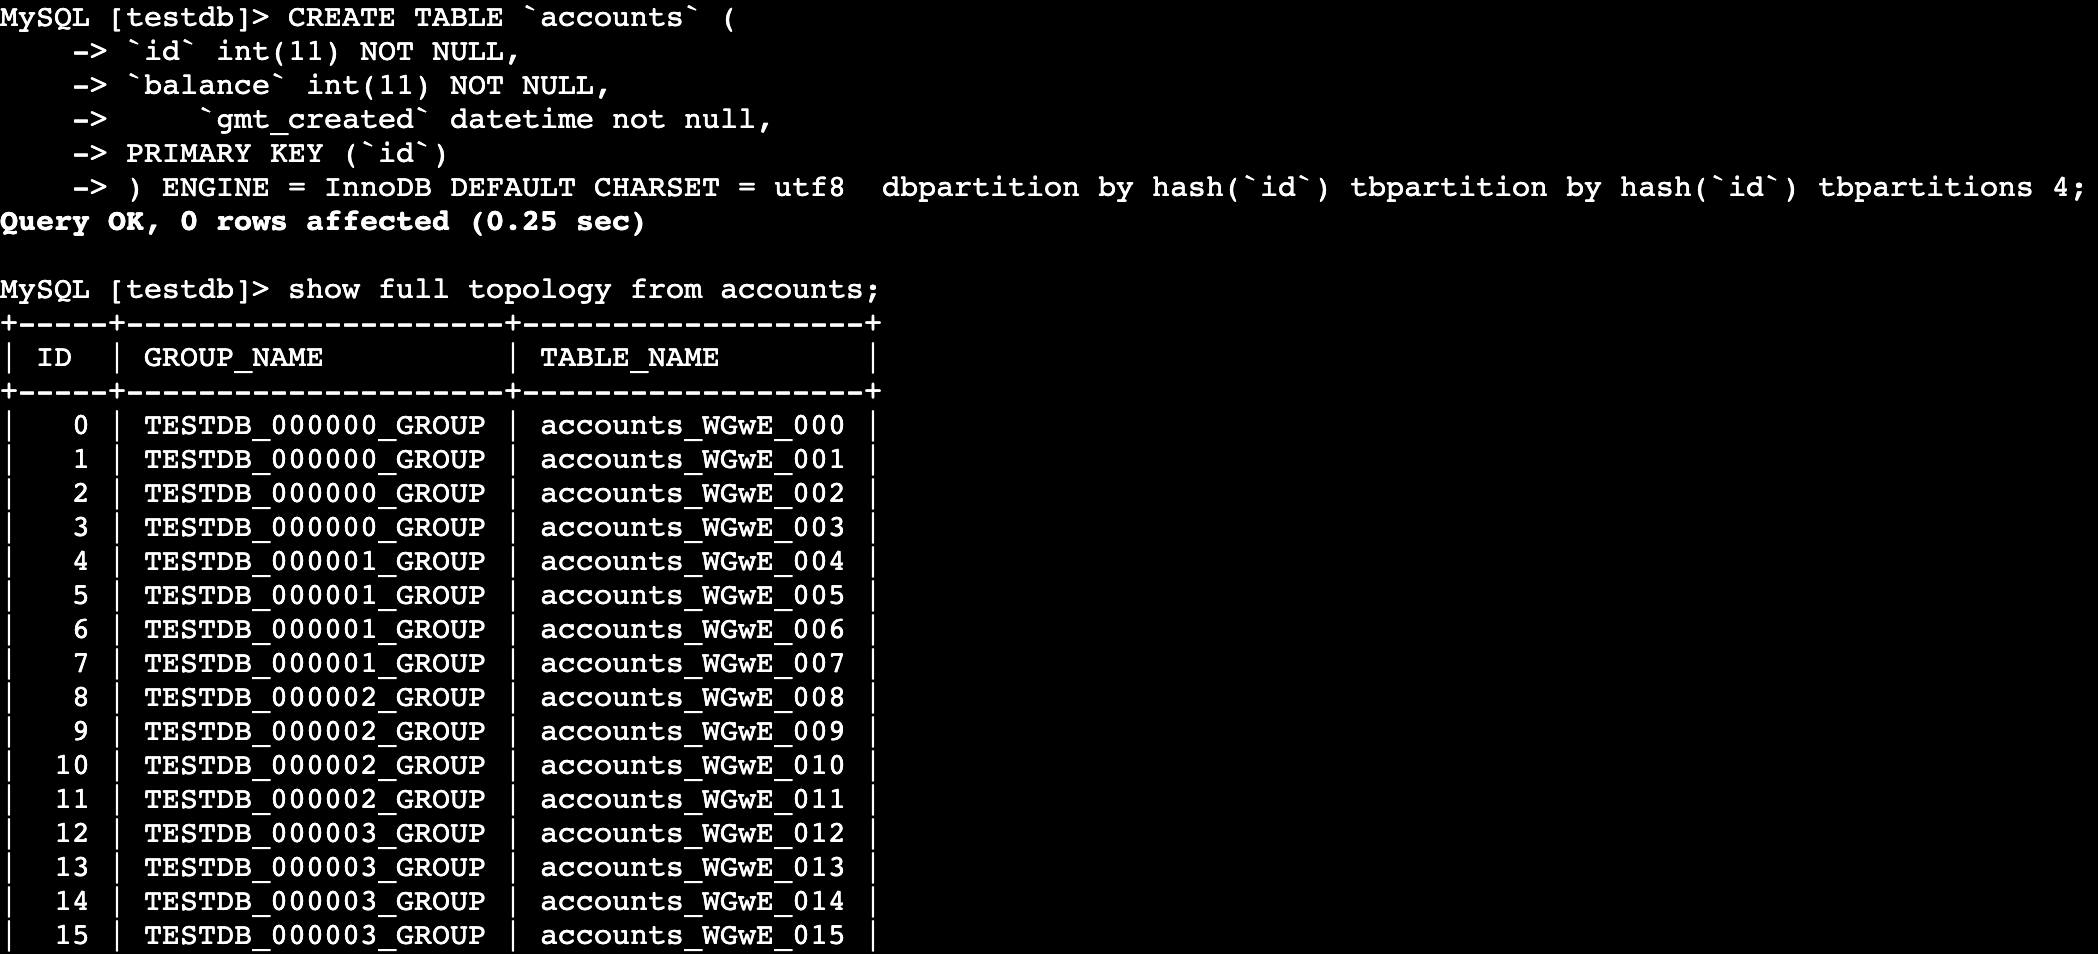 MySQL [testdb]> CREATE TABLE `accounts` (
    -> `id` int(11) NOT NULL,
    -> `balance` int(11) NOT NULL,
    ->     `gmt_created` datetime not null,
    -> PRIMARY KEY (`id`)
    -> ) ENGINE = InnoDB DEFAULT CHARSET = utf8  dbpartition by hash(`id`) tbpartition by hash(`id`) tbpartitions 4;
Query OK, 0 rows affected (0.25 sec)

MySQL [testdb]> show full topology from accounts;
+-----+---------------------+-------------------+
| ID  | GROUP_NAME          | TABLE_NAME        |
+-----+---------------------+-------------------+
|   0 | TESTDB_000000_GROUP | accounts_WGwE_000 |
|   1 | TESTDB_000000_GROUP | accounts_WGwE_001 |
|   2 | TESTDB_000000_GROUP | accounts_WGwE_002 |
|   3 | TESTDB_000000_GROUP | accounts_WGwE_003 |
|   4 | TESTDB_000001_GROUP | accounts_WGwE_004 |
|   5 | TESTDB_000001_GROUP | accounts_WGwE_005 |
|   6 | TESTDB_000001_GROUP | accounts_WGwE_006 |
|   7 | TESTDB_000001_GROUP | accounts_WGwE_007 |
|   8 | TESTDB_000002_GROUP | accounts_WGwE_008 |
|   9 | TESTDB_000002_GROUP | accounts_WGwE_009 |
|  10 | TESTDB_000002_GROUP | accounts_WGwE_010 |
|  11 | TESTDB_000002_GROUP | accounts_WGwE_011 |
|  12 | TESTDB_000003_GROUP | accounts_WGwE_012 |
|  13 | TESTDB_000003_GROUP | accounts_WGwE_013 |
|  14 | TESTDB_000003_GROUP | accounts_WGwE_014 |
|  15 | TESTDB_000003_GROUP | accounts_WGwE_015 |